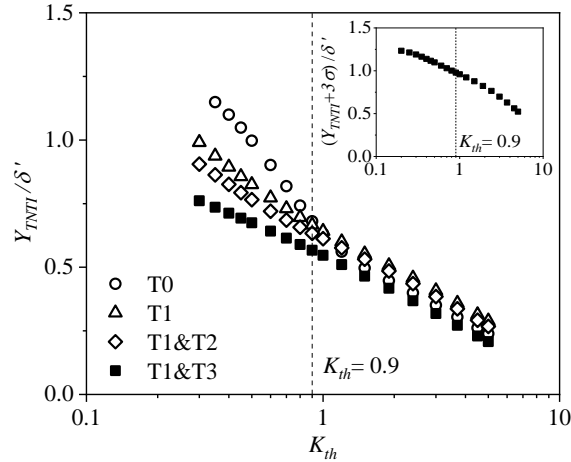 1.5
1.0
0.5
0.0
Y_TNTI / δ'
0.1
1
10
K_th
T0
T1
T1&T2
T1&T3
K_th = 0.9
1.5
1.0
0.5
0.0
(Y_TNTI+3σ) / δ'
0.1
1
10
K_th = 0.9